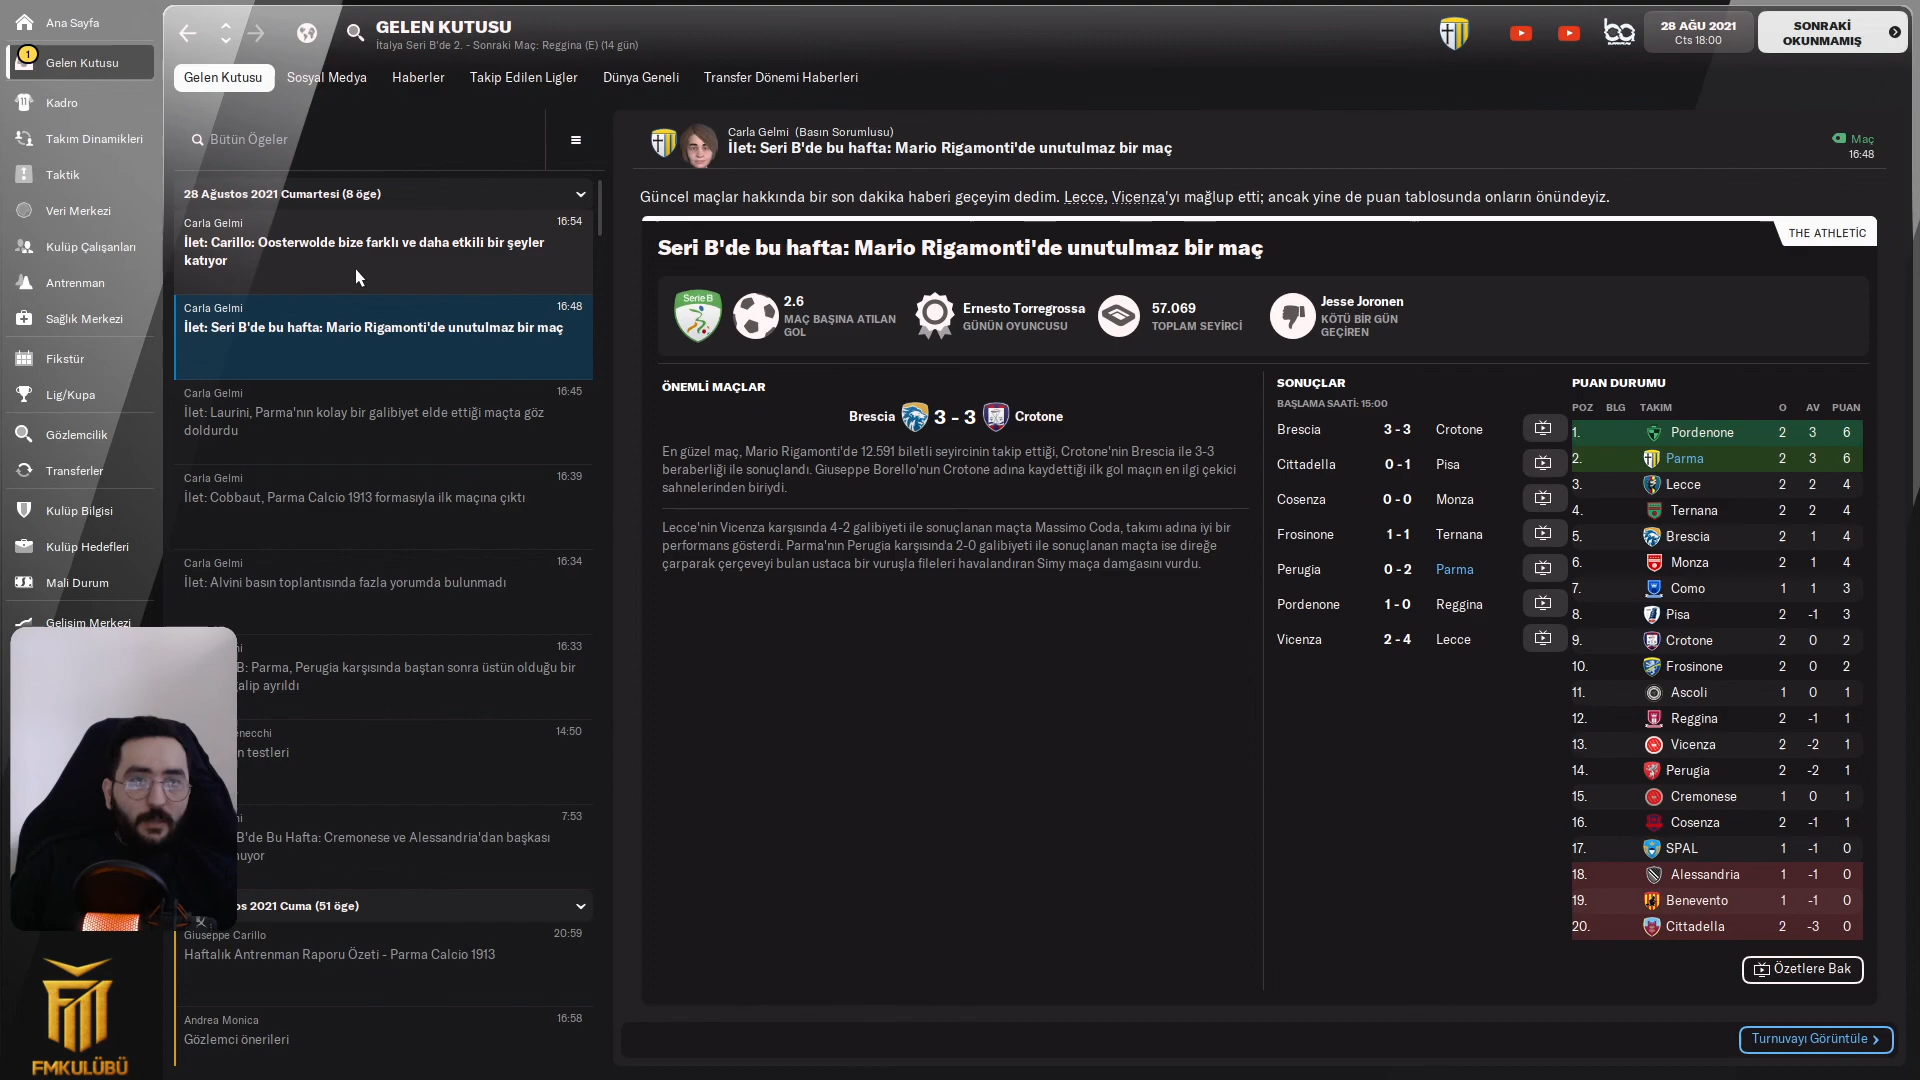 Ana Sayfa
1
Gelen Kutusu
Kadro
Takım Dinamikleri
Taktik
Veri Merkezi
Kulüp Çalışanları
Antrenman
Sağlık Merkezi
Fikstür
Lig/Kupa
Gözlemcilik
Transferler
Kulüp Bilgisi
Kulüp Hedefleri
Mali Durum
Gelişim Merkezi
FMKULÜBÜ
GELEN KUTUSU
İtalya Seri B'de 2. - Sonraki Maç: Reggina (E) (14 gün)
28 AĞU 2021
Cts 18:00
SONRAKİ
OKUNMAMIŞ
Gelen Kutusu Sosyal Medya Haberler Takip Edilen Ligler Dünya Geneli Transfer Dönemi Haberleri
Bütün Ögeler
28 Ağustos 2021 Cumartesi (8 öge)
Carla Gelmi 16:54
İlet: Carillo: Oosterwolde bize farklı ve daha etkili bir şeyler
katıyor
Carla Gelmi 16:48
İlet: Seri B'de bu hafta: Mario Rigamonti'de unutulmaz bir maç
Carla Gelmi 16:45
İlet: Laurini, Parma'nın kolay bir galibiyet elde ettiği maçta göz
doldurdu
Carla Gelmi 16:39
İlet: Cobbaut, Parma Calcio 1913 formasıyla ilk maçına çıktı
Carla Gelmi 16:34
İlet: Alvini basın toplantısında fazla yorumda bulunmadı
16:33
B: Parma, Perugia karşısında baştan sonra üstün olduğu bir
galip ayrıldı
14:50
testleri
7:53
B'de Bu Hafta: Cremonese ve Alessandria'dan başkası
2021 Cuma (51 öge)
Giuseppe Carillo 20:59
Haftalık Antrenman Raporu Özeti - Parma Calcio 1913
Andrea Monica 16:58
Gözlemci önerileri
Carla Gelmi (Basın Sorumlusu)
İlet: Seri B'de bu hafta: Mario Rigamonti'de unutulmaz bir maç
Maç
16:48
Güncel maçlar hakkında bir son dakika haberi geçeyim dedim. Lecce, Vicenza'yı mağlup etti; ancak yine de puan tablosunda onların önündeyiz.
THE ATHLETIC
Seri B'de bu hafta: Mario Rigamonti'de unutulmaz bir maç
Serie B
2.6
MAÇ BAŞINA ATILAN
GOL
Ernesto Torregrossa
GÜNÜN OYUNCUSU
57.069
TOPLAM SEYİRCİ
Jesse Joronen
KÖTÜ BİR GÜN
GEÇİREN
ÖNEMLİ MAÇLAR
Brescia 3 - 3 Crotone
En güzel maç, Mario Rigamonti'de 12.591 biletli seyircinin takip ettiği, Crotone'nin Brescia ile 3-3
beraberliği ile sonuçlandı. Giuseppe Borello'nun Crotone adına kaydettiği ilk gol maçın en ilgi çekici
sahnelerinden biriydi.
Lecce'nin Vicenza karşısında 4-2 galibiyeti ile sonuçlanan maçta Massimo Coda, takımı adına iyi bir
performans gösterdi. Parma'nın Perugia karşısında 2-0 galibiyeti ile sonuçlanan maçta ise direğe
çarparak çerçeveyi bulan ustaca bir vuruşla fileleri havalandıran Simy maça damgasını vurdu.
SONUÇLAR
BAŞLAMA SAATİ: 15:00
Brescia 3 - 3 Crotone
Cittadella 0 - 1 Pisa
Cosenza 0 - 0 Monza
Frosinone 1 - 1 Ternana
Perugia 0 - 2 Parma
Pordenone 1 - 0 Reggina
Vicenza 2 - 4 Lecce
PUAN DURUMU
POZ BLG TAKIM O AV PUAN
1. Pordenone 2 3 6
2. Parma 2 3 6
3. Lecce 2 2 4
4. Ternana 2 2 4
5. Brescia 2 1 4
6. Monza 2 1 4
7. Como 1 1 3
8. Pisa 2 -1 3
9. Crotone 2 0 2
10. Frosinone 2 0 2
11. Ascoli 1 0 1
12. Reggina 2 -1 1
13. Vicenza 2 -2 1
14. Perugia 2 -2 1
15. Cremonese 1 0 1
16. Cosenza 2 -1 1
17. SPAL 1 -1 0
18. Alessandria 1 -1 0
19. Benevento 1 -1 0
20. Cittadella 2 -3 0
Özetlere Bak
Turnuvayı Görüntüle